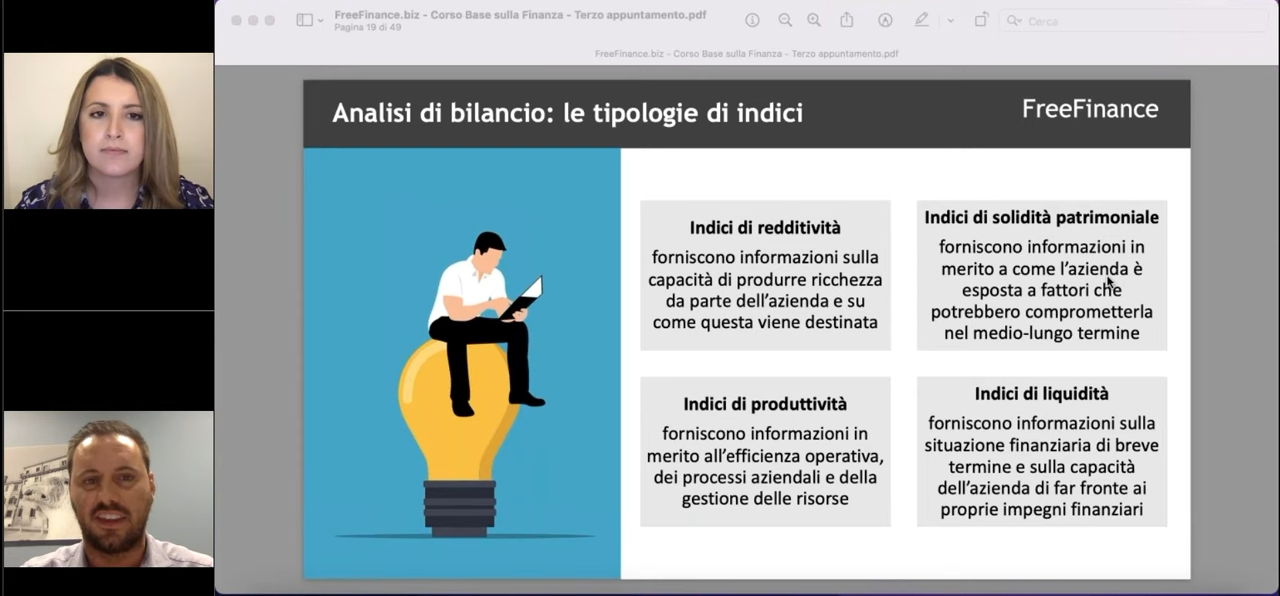 FreeFinance.biz - Corso Base sulla Finanza - Terzo appuntamento.pdf
Pagina 19 di 49
Cerca
FreeFinance.biz - Corso Base sulla Finanza - Terzo appuntamento.pdf
Analisi di bilancio: le tipologie di indici
FreeFinance
Indici di redditività
forniscono informazioni sulla
capacità di produrre ricchezza
da parte dell'azienda e su
come questa viene destinata
Indici di solidità patrimoniale
forniscono informazioni in
merito a come l'azienda è
esposta a fattori che
potrebbero comprometterla
nel medio-lungo termine
Indici di produttività
forniscono informazioni in
merito all'efficienza operativa,
dei processi aziendali e della
gestione delle risorse
Indici di liquidità
forniscono informazioni sulla
situazione finanziaria di breve
termine e sulla capacità
dell'azienda di far fronte ai
proprie impegni finanziari